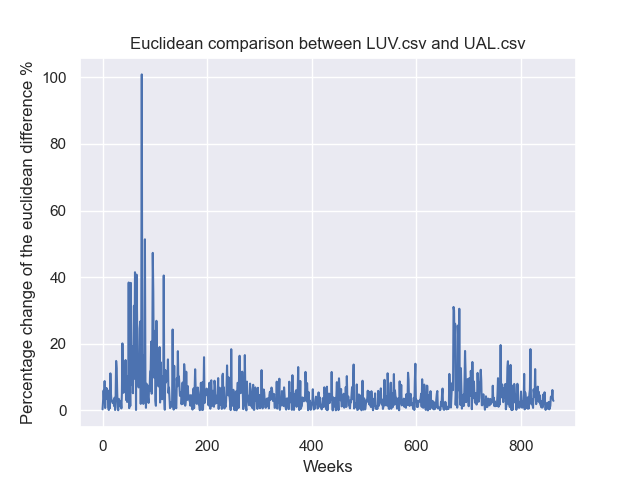 Euclidean comparison between LUV.csv and UAL.csv
Percentage change of the euclidean difference %
100
80
60
40
20
0
0 200 400 600 800
Weeks